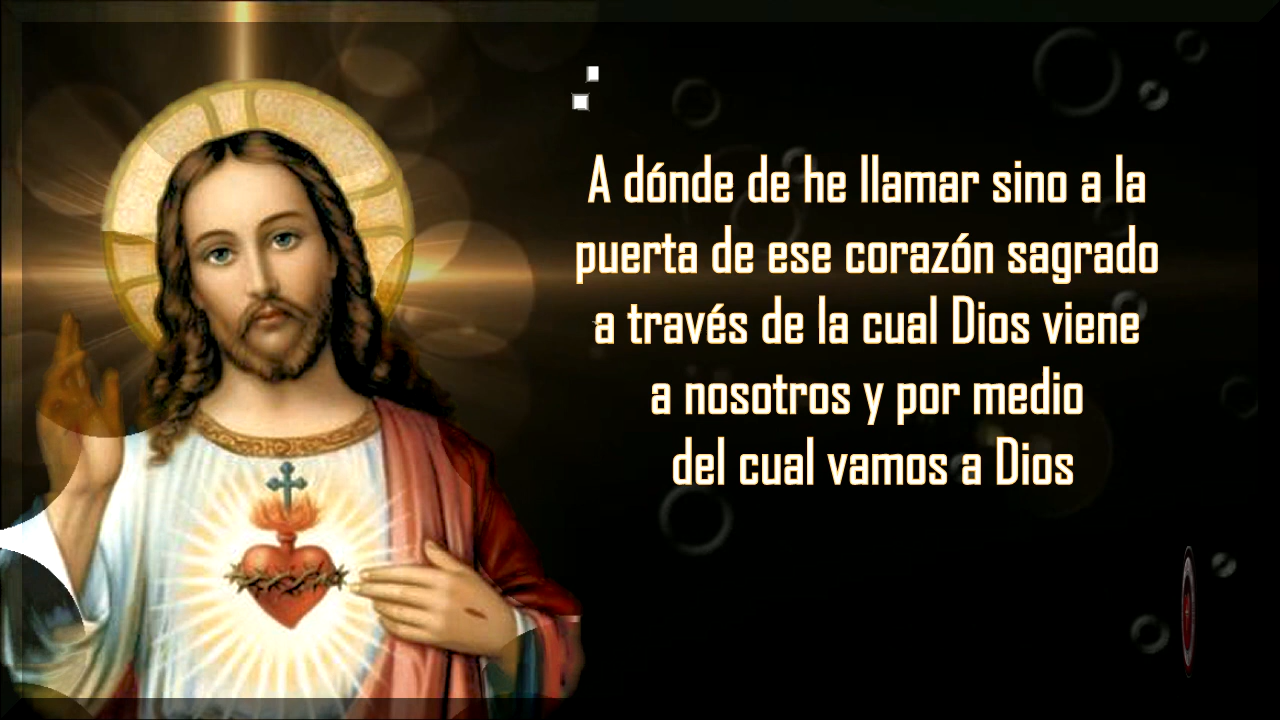 A dónde de he llamar sino a la
puerta de ese corazón sagrado
a través de la cual Dios viene
a nosotros y por medio
del cual vamos a Dios